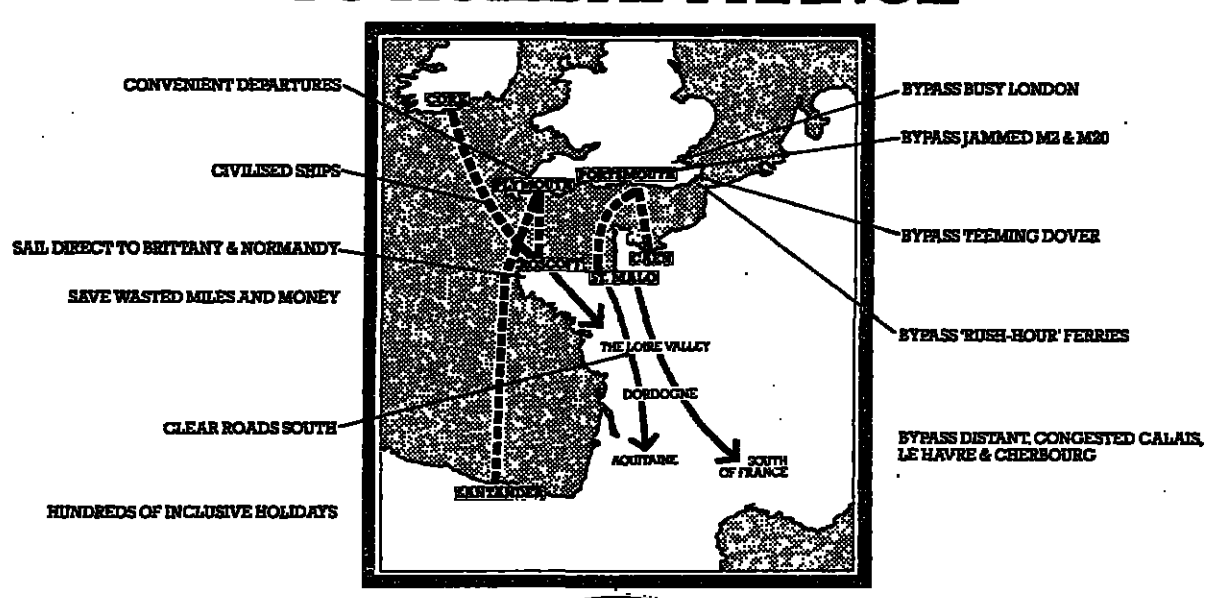 CONVENIENT DEPARTURES
CIVILISED SHIPS
SAIL DIRECT TO BRITTANY & NORMANDY
SAVE WASTED MILES AND MONEY
CLEAR ROADS SOUTH
HUNDREDS OF INCLUSIVE HOLIDAYS
CORK
PLYMOUTH
PORTSMOUTH
ROSCOFF
CAEN
ST. MALO
THE LOIRE VALLEY
DORDOGNE
AQUITAINE
SOUTH
OF FRANCE
SANTANDER
BYPASS BUSY LONDON
BYPASS JAMMED M2 & M20
BYPASS TEEMING DOVER
BYPASS 'RUSH-HOUR' FERRIES
BYPASS DISTANT, CONGESTED CALAIS,
LE HAVRE & CHERBOURG